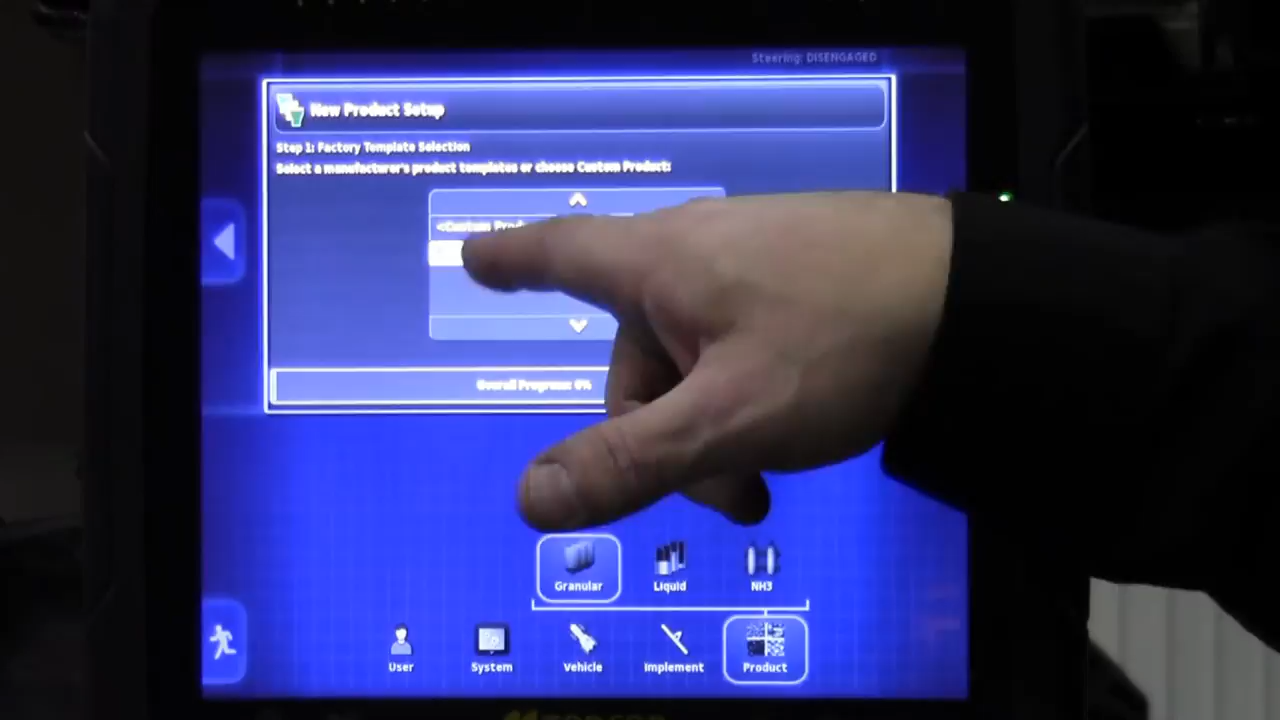 Steering: DISENGAGED
New Product Setup
Step 1: Factory Template Selection
Select a manufacturer's product templates or choose Custom Product:
<Custom
Overall Progress: 0%
Granular Liquid NH3
User System Vehicle Implement Product